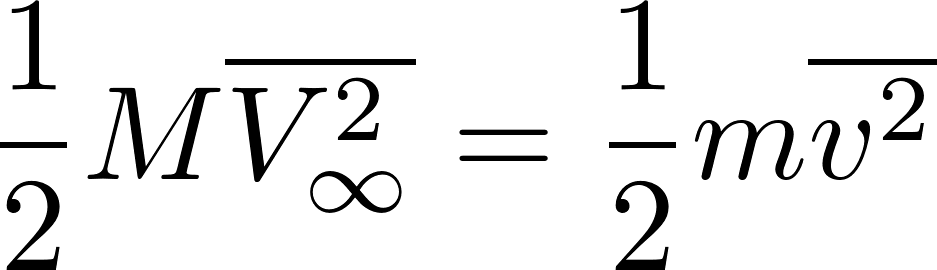 \frac{1}{2} M \overline{V_{\infty}^{2}} = \frac{1}{2} m \overline{v^{2}}